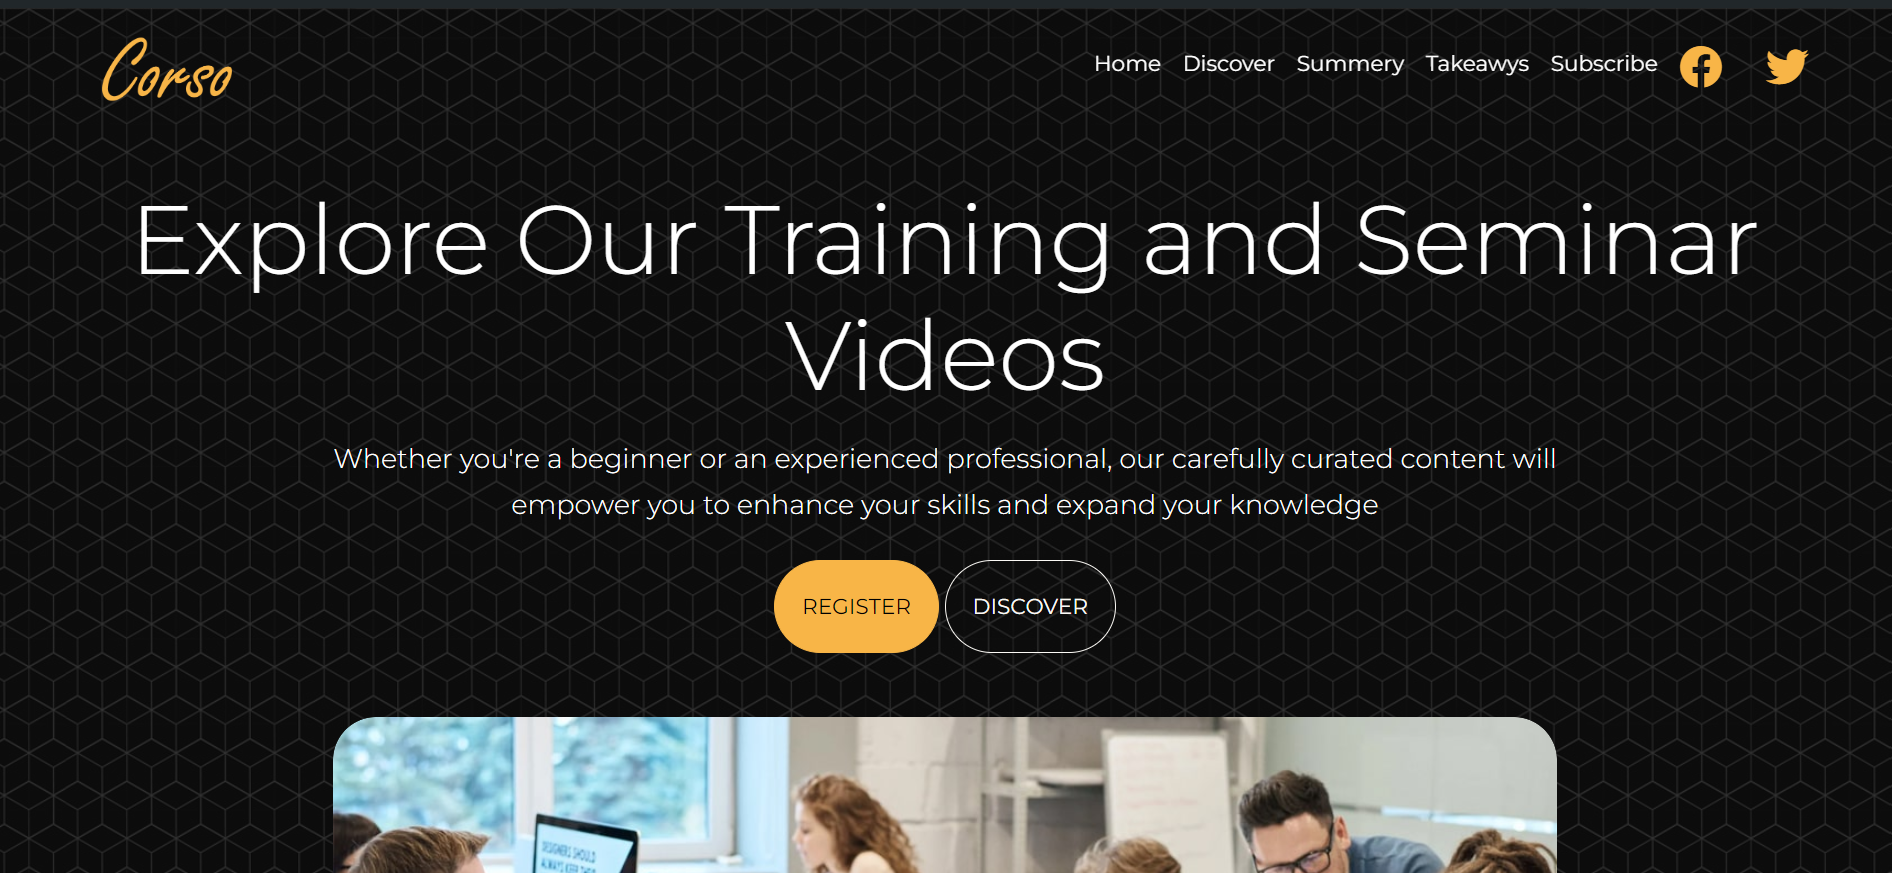 Corso
Home Discover Summery Takeawys Subscribe
Explore Our Training and Seminar
Videos
Whether you're a beginner or an experienced professional, our carefully curated content will
empower you to enhance your skills and expand your knowledge
REGISTER DISCOVER
DESIGNERS SHOULD
ALWAYS KEEP THEIR